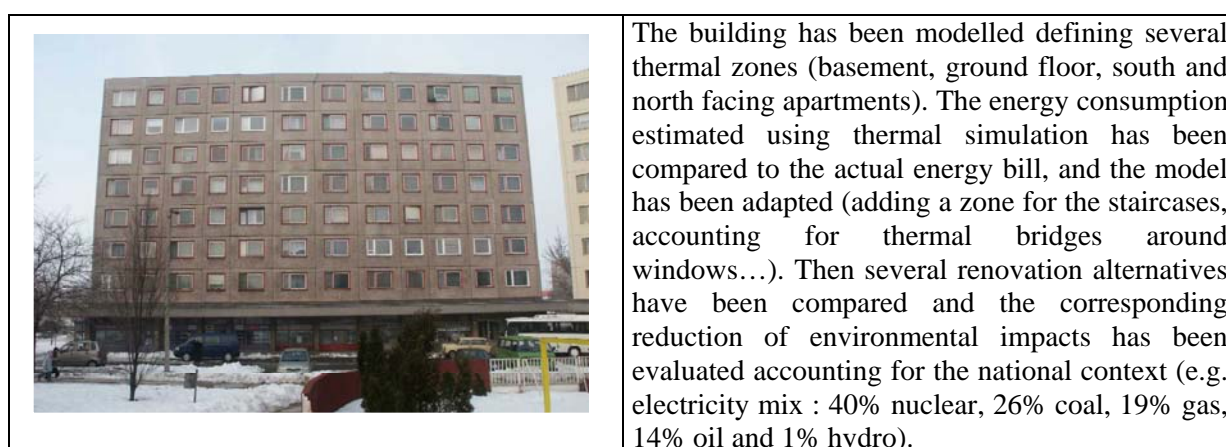 The building has been modelled defining several
thermal zones (basement, ground floor, south and
north facing apartments). The energy consumption
estimated using thermal simulation has been
compared to the actual energy bill, and the model
has been adapted (adding a zone for the staircases,
accounting for thermal bridges around
windows…). Then several renovation alternatives
have been compared and the corresponding
reduction of environmental impacts has been
evaluated accounting for the national context (e.g.
electricity mix : 40% nuclear, 26% coal, 19% gas,
14% oil and 1% hydro).